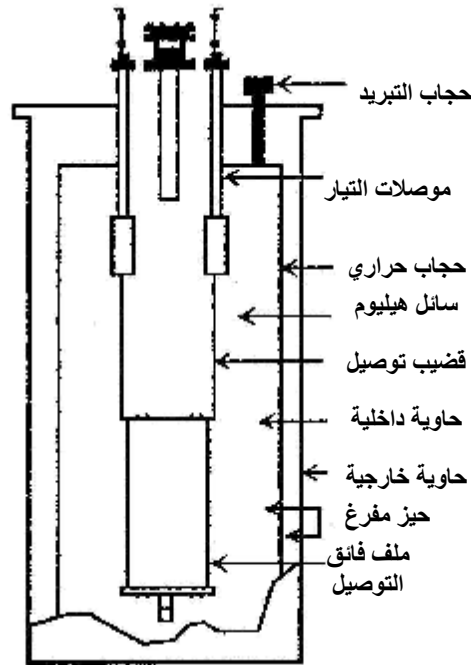 حجاب التبريد
موصلات التيار
حجاب حراري
سائل هيليوم
قضيب توصيل
حاوية داخلية
حاوية خارجية
حيز مفرغ
ملف فائق
التوصيل